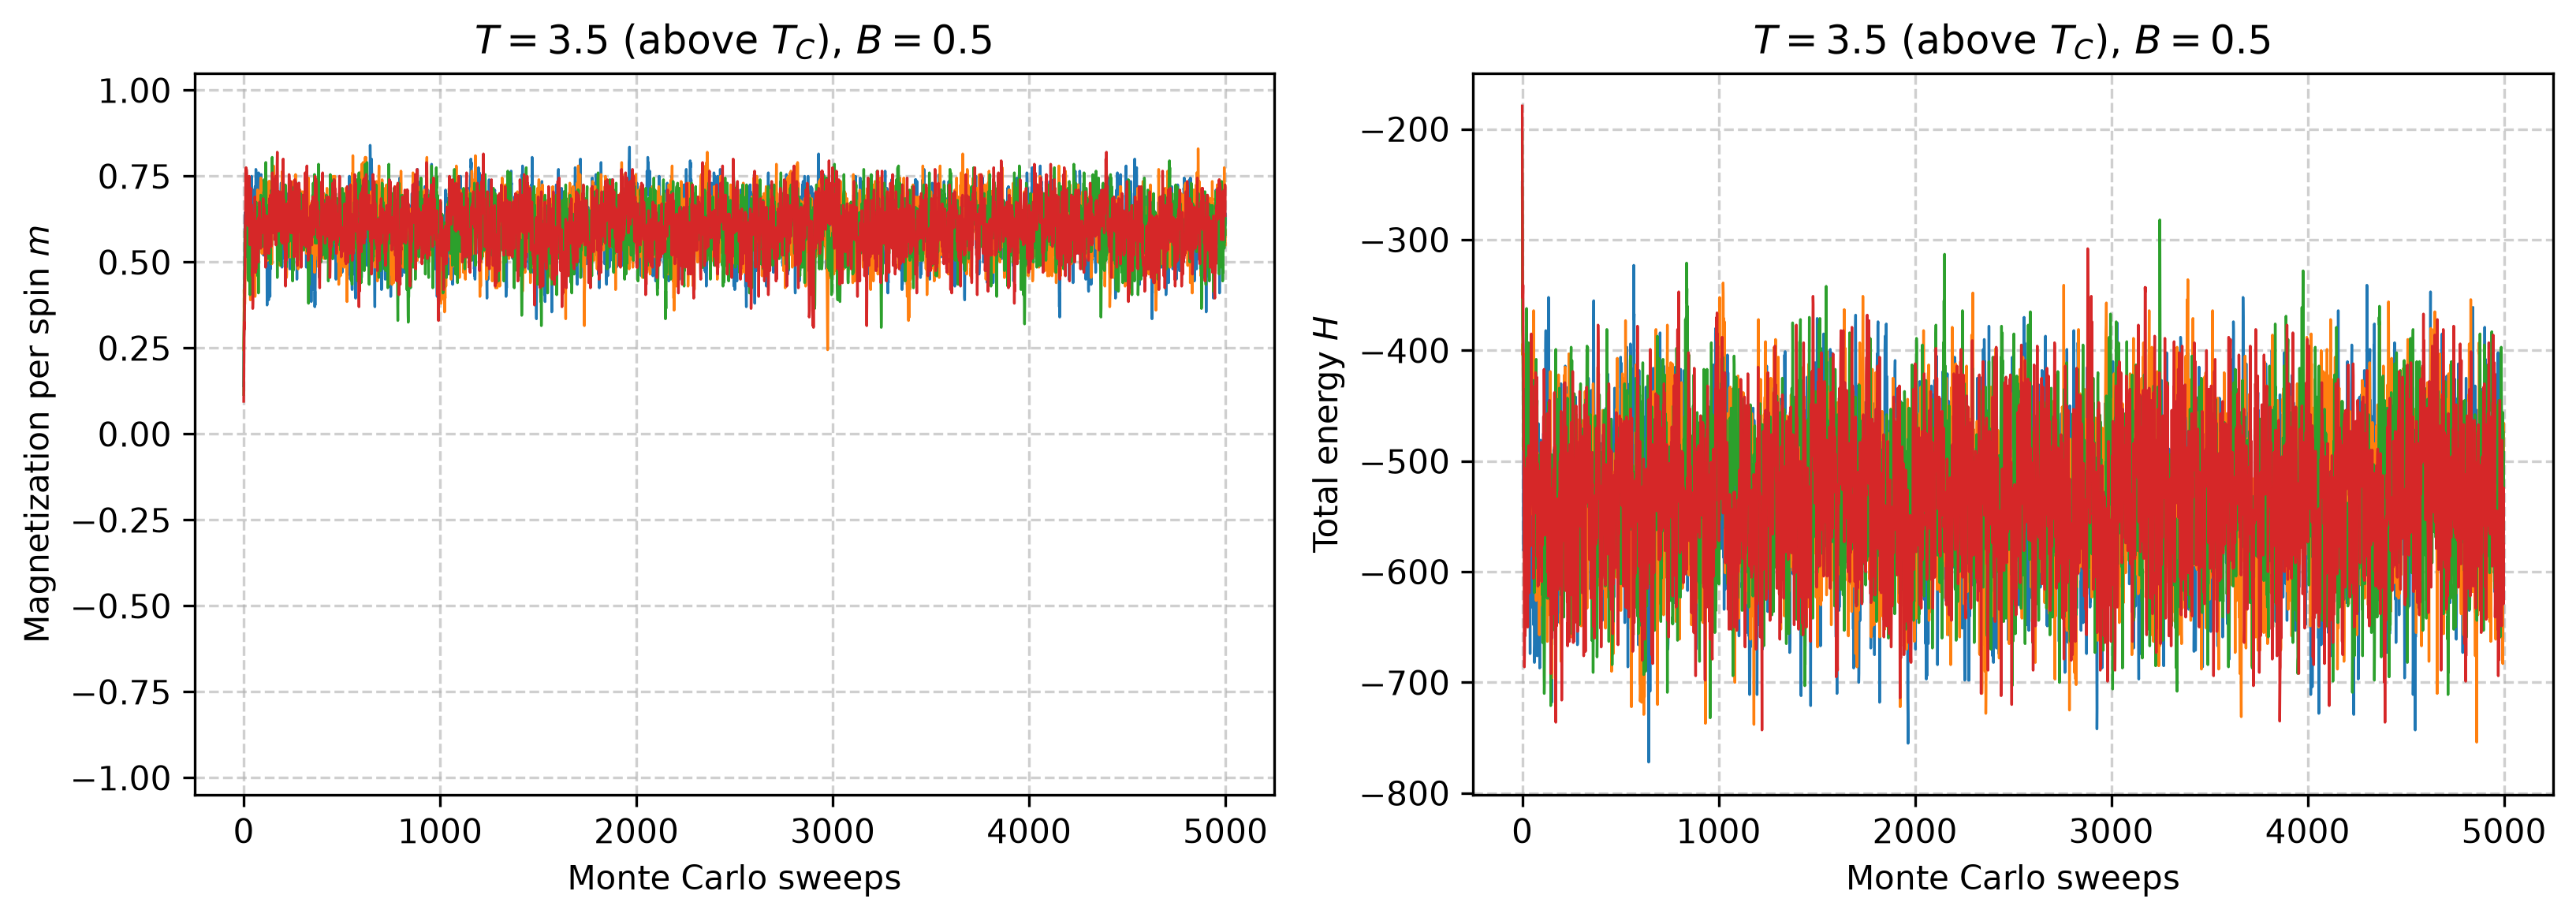 T = 3.5 (above T_C), B = 0.5
1.00
0.75
0.50
0.25
0.00
−0.25
−0.50
−0.75
−1.00
Magnetization per spin m
0 1000 2000 3000 4000 5000
Monte Carlo sweeps
T = 3.5 (above T_C), B = 0.5
−200
−300
−400
−500
−600
−700
−800
Total energy H
0 1000 2000 3000 4000 5000
Monte Carlo sweeps